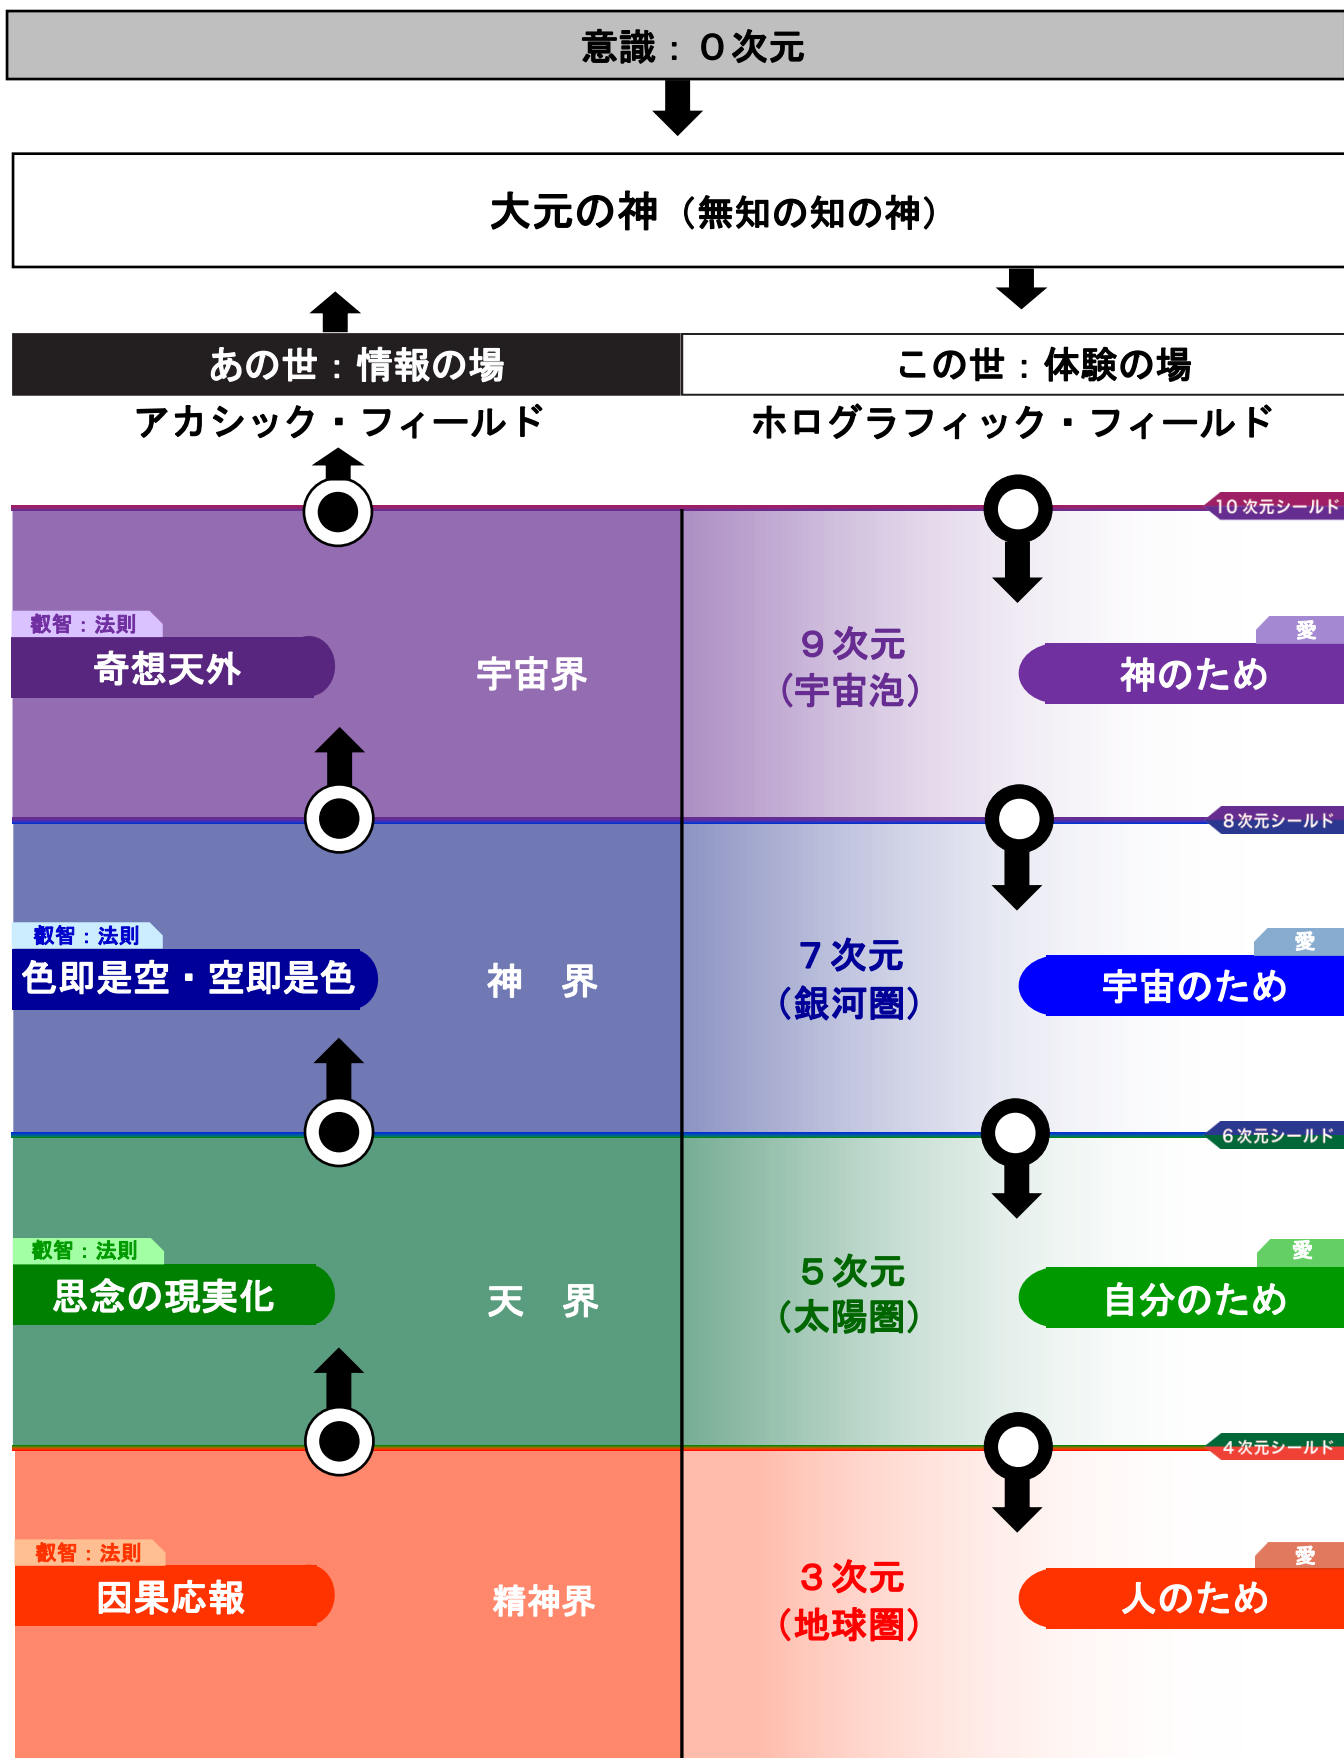 意識：０次元
大元の神（無知の知の神）
あの世：情報の場
この世：体験の場
アカシック・フィールド
ホログラフィック・フィールド
10次元シールド
叡智：法則
奇想天外
宇宙界
９次元
（宇宙泡）
愛
神のため
8次元シールド
叡智：法則
色即是空・空即是色
神　界
７次元
（銀河圏）
愛
宇宙のため
6次元シールド
叡智：法則
思念の現実化
天　界
５次元
（太陽圏）
愛
自分のため
4次元シールド
叡智：法則
因果応報
精神界
３次元
（地球圏）
愛
人のため